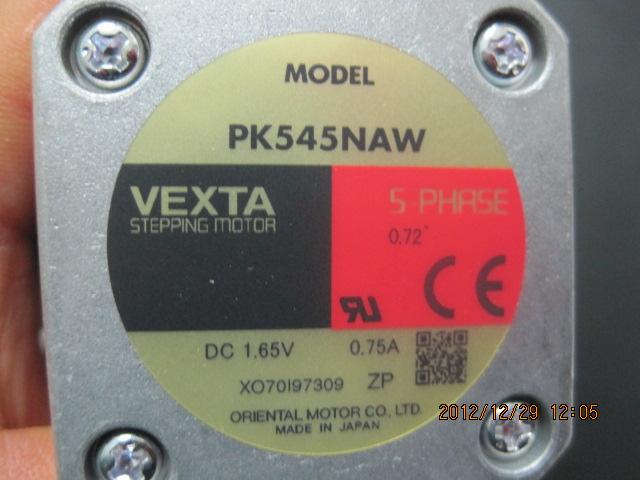 MODEL
PK545NAW
VEXTA
STEPPING MOTOR
5-PHASE
0.72°
CE
DC 1.65V 0.75A
XO70I97309 ZP
ORIENTAL MOTOR CO., LTD.
MADE IN JAPAN
2012/12/29 12:05